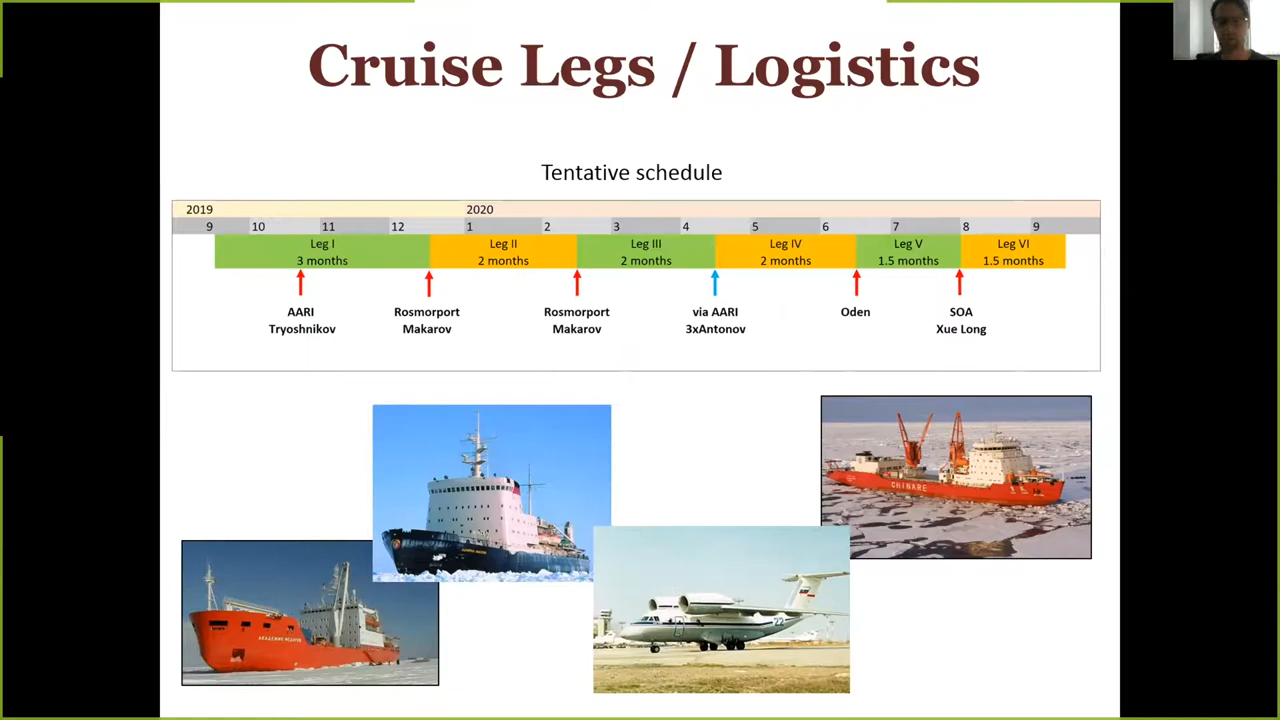 Cruise Legs / Logistics
Tentative schedule
2019 2020
9 10 11 12 1 2 3 4 5 6 7 8 9
Leg I Leg II Leg III Leg IV Leg V Leg VI
3 months 2 months 2 months 2 months 1.5 months 1.5 months
AARI Rosmorport Rosmorport via AARI Oden SOA
Tryoshnikov Makarov Makarov 3xAntonov Xue Long
CHINARE
22